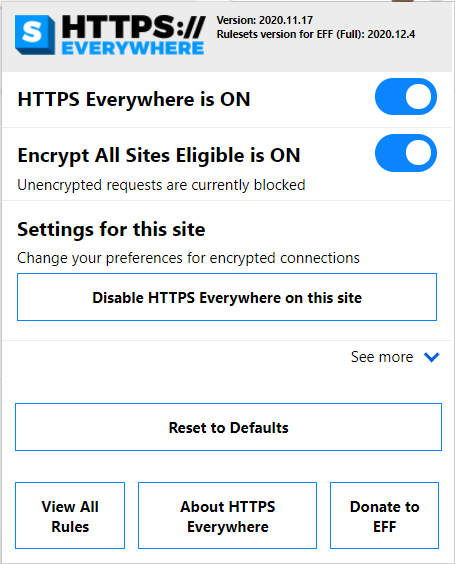 S HTTPS://
EVERYWHERE
Version: 2020.11.17
Rulesets version for EFF (Full): 2020.12.4
HTTPS Everywhere is ON
Encrypt All Sites Eligible is ON
Unencrypted requests are currently blocked
Settings for this site
Change your preferences for encrypted connections
Disable HTTPS Everywhere on this site
See more
Reset to Defaults
View All
Rules
About HTTPS
Everywhere
Donate to
EFF